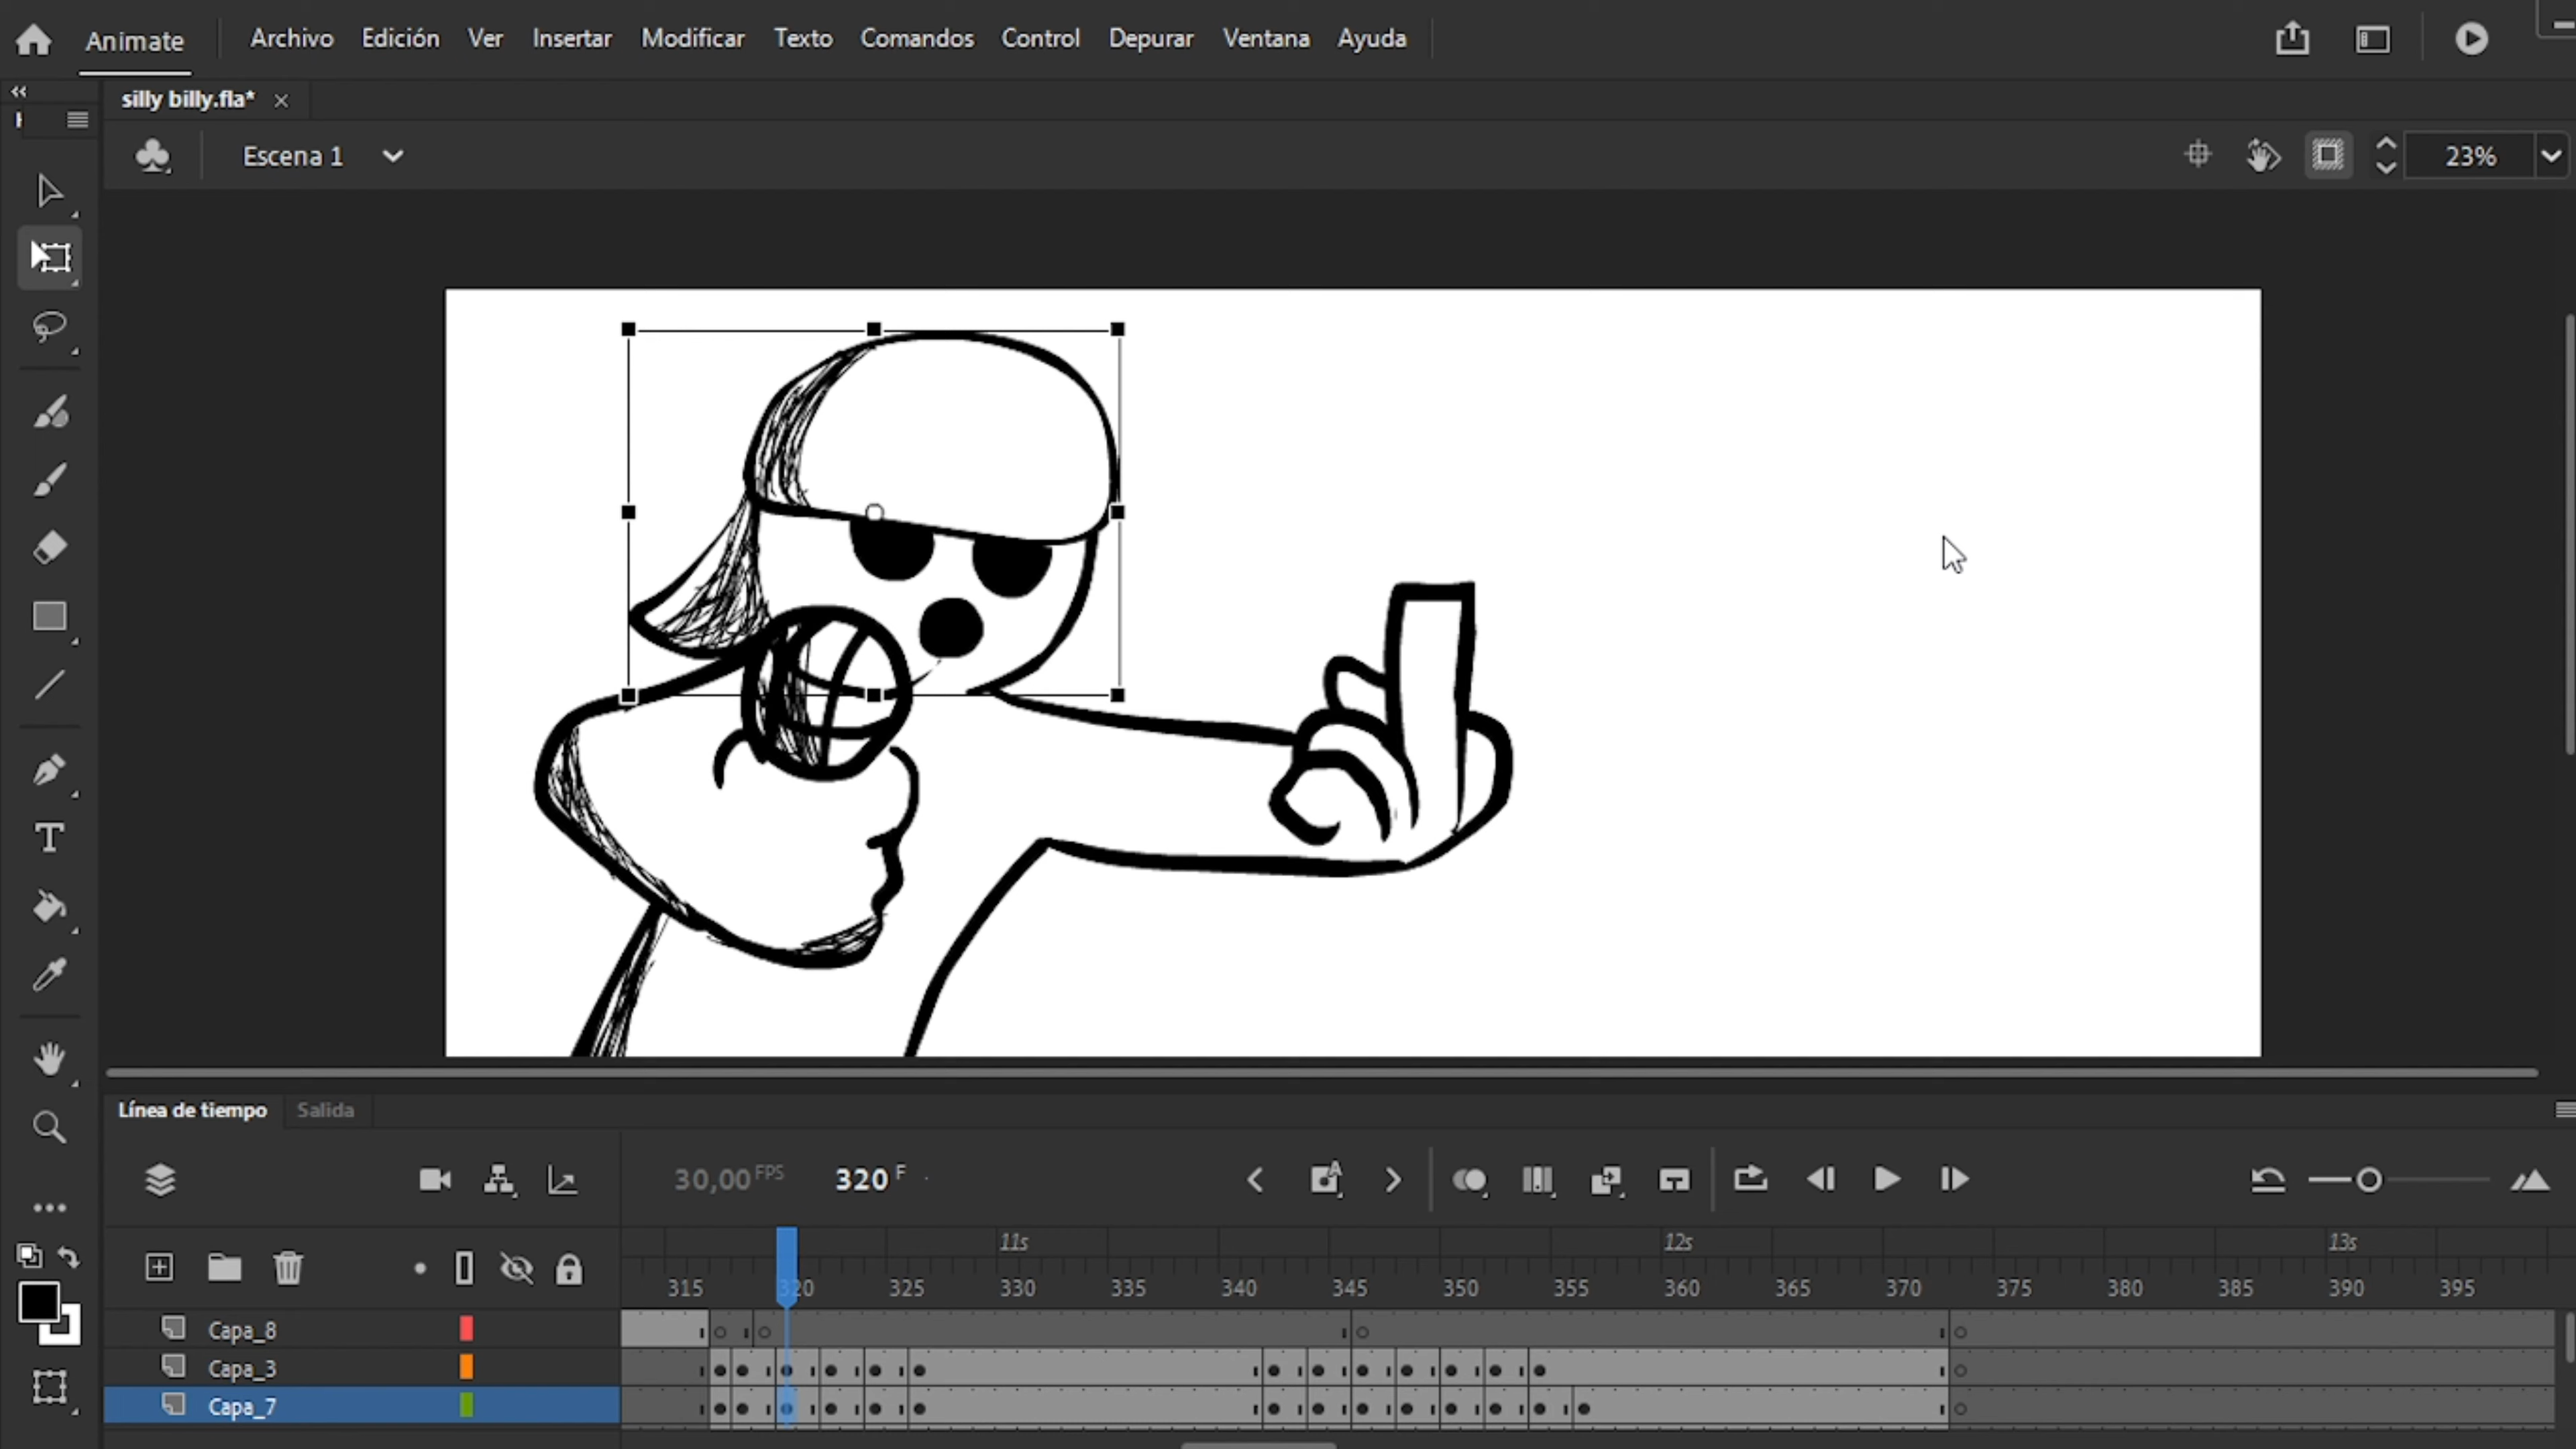 Animate Archivo Edición Ver Insertar Modificar Texto Comandos Control Depurar Ventana Ayuda
silly billy.fla*
Escena 1
23%
Línea de tiempo Salida
30,00 FPS 320 F
11s 12s 13s
315 320 325 330 335 340 345 350 355 360 365 370 375 380 385 390 395
Capa_8
Capa_3
Capa_7